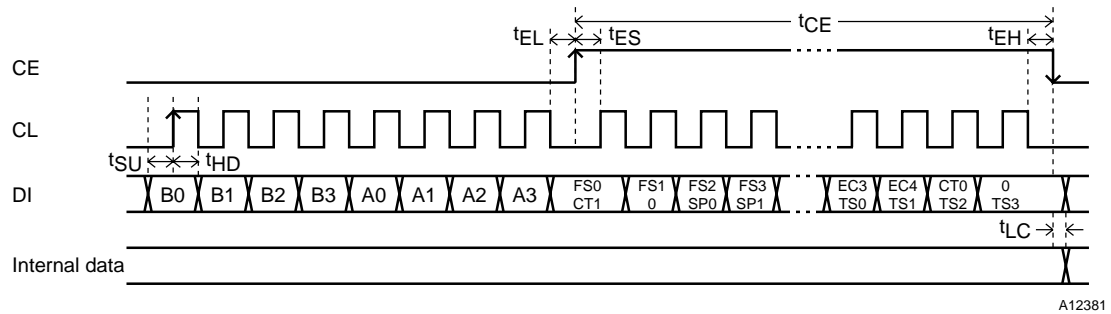 tCE
tEL tES tEH
CE
CL
tSU tHD
DI B0 B1 B2 B3 A0 A1 A2 A3 FS0 FS1 FS2 FS3 EC3 EC4 CT0 0
CT1 0 SP0 SP1 TS0 TS1 TS2 TS3
tLC
Internal data
A12381